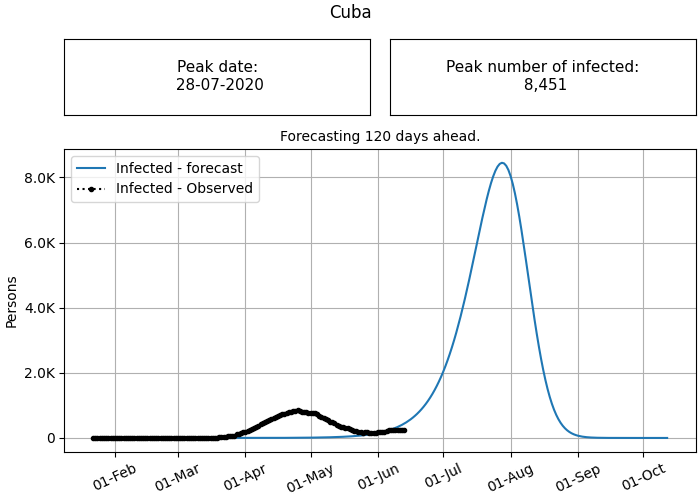 Cuba
Peak date:
28-07-2020
Peak number of infected:
8,451
Forecasting 120 days ahead.
Infected - forecast
Infected - Observed
Persons
8.0K
6.0K
4.0K
2.0K
0
01-Feb
01-Mar
01-Apr
01-May
01-Jun
01-Jul
01-Aug
01-Sep
01-Oct